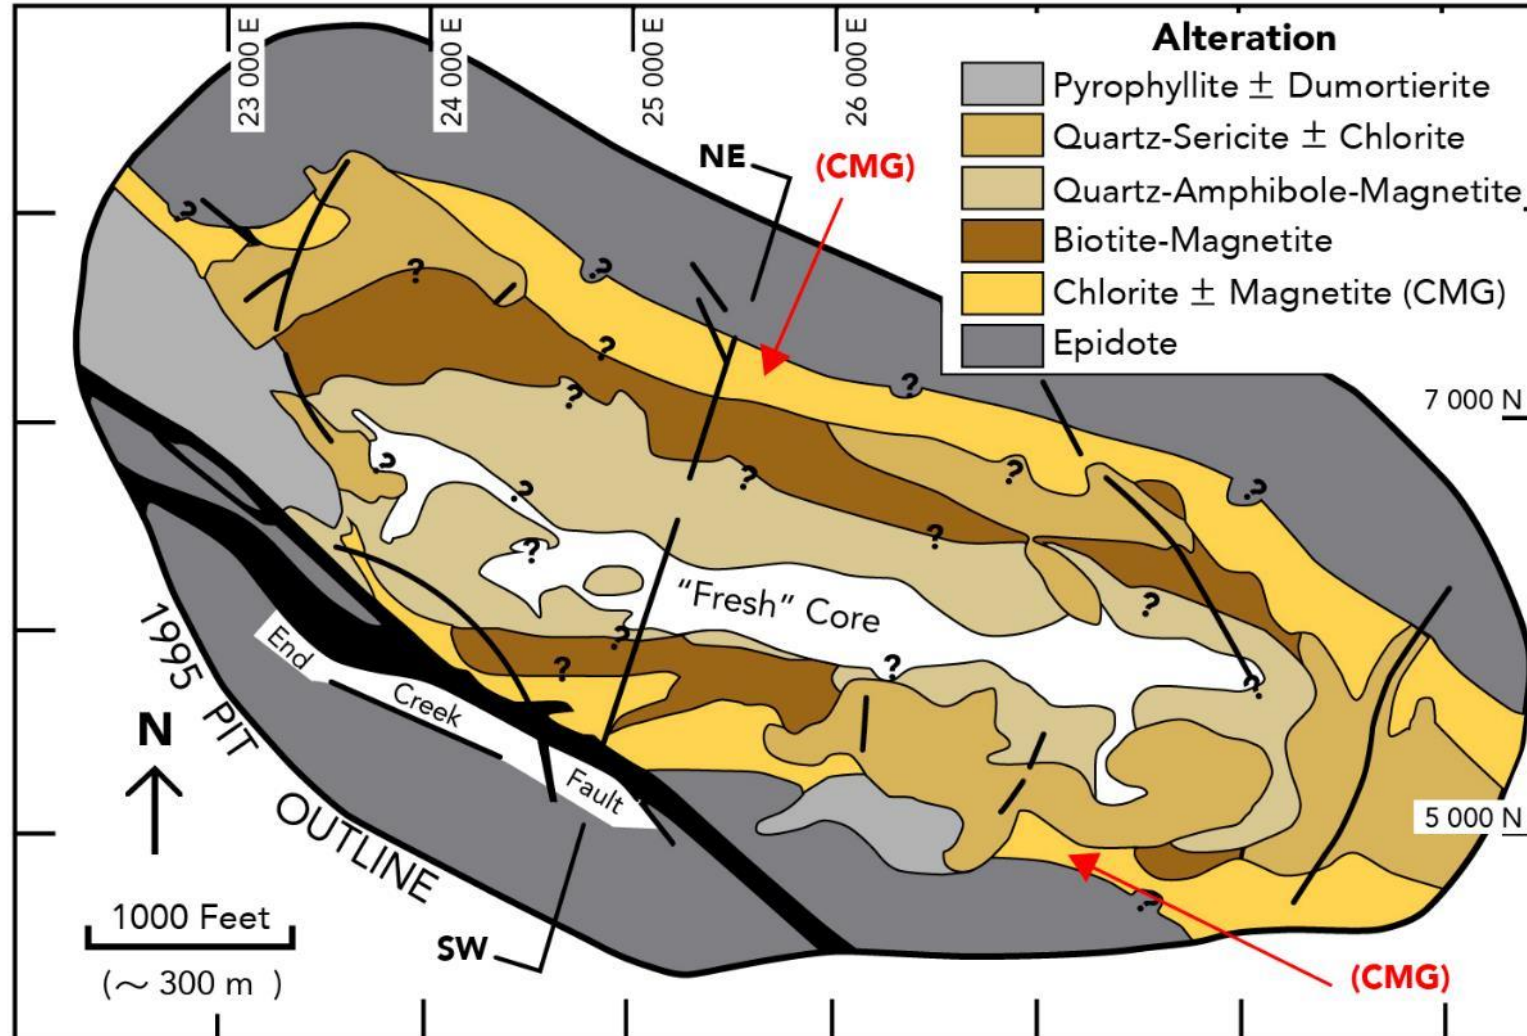 23 000 E
24 000 E
25 000 E
26 000 E
Alteration
Pyrophyllite ± Dumortierite
Quartz-Sericite ± Chlorite
Quartz-Amphibole-Magnetite
Biotite-Magnetite
Chlorite ± Magnetite (CMG)
Epidote
NE
(CMG)
?
?
?
?
?
?
?
7 000 N
?
?
?
?
?
?
?
?
"Fresh" Core
?
?
?
?
End
Creek
Fault
1995 PIT OUTLINE
N
5 000 N
?
1000 Feet
(~ 300 m )
SW
(CMG)